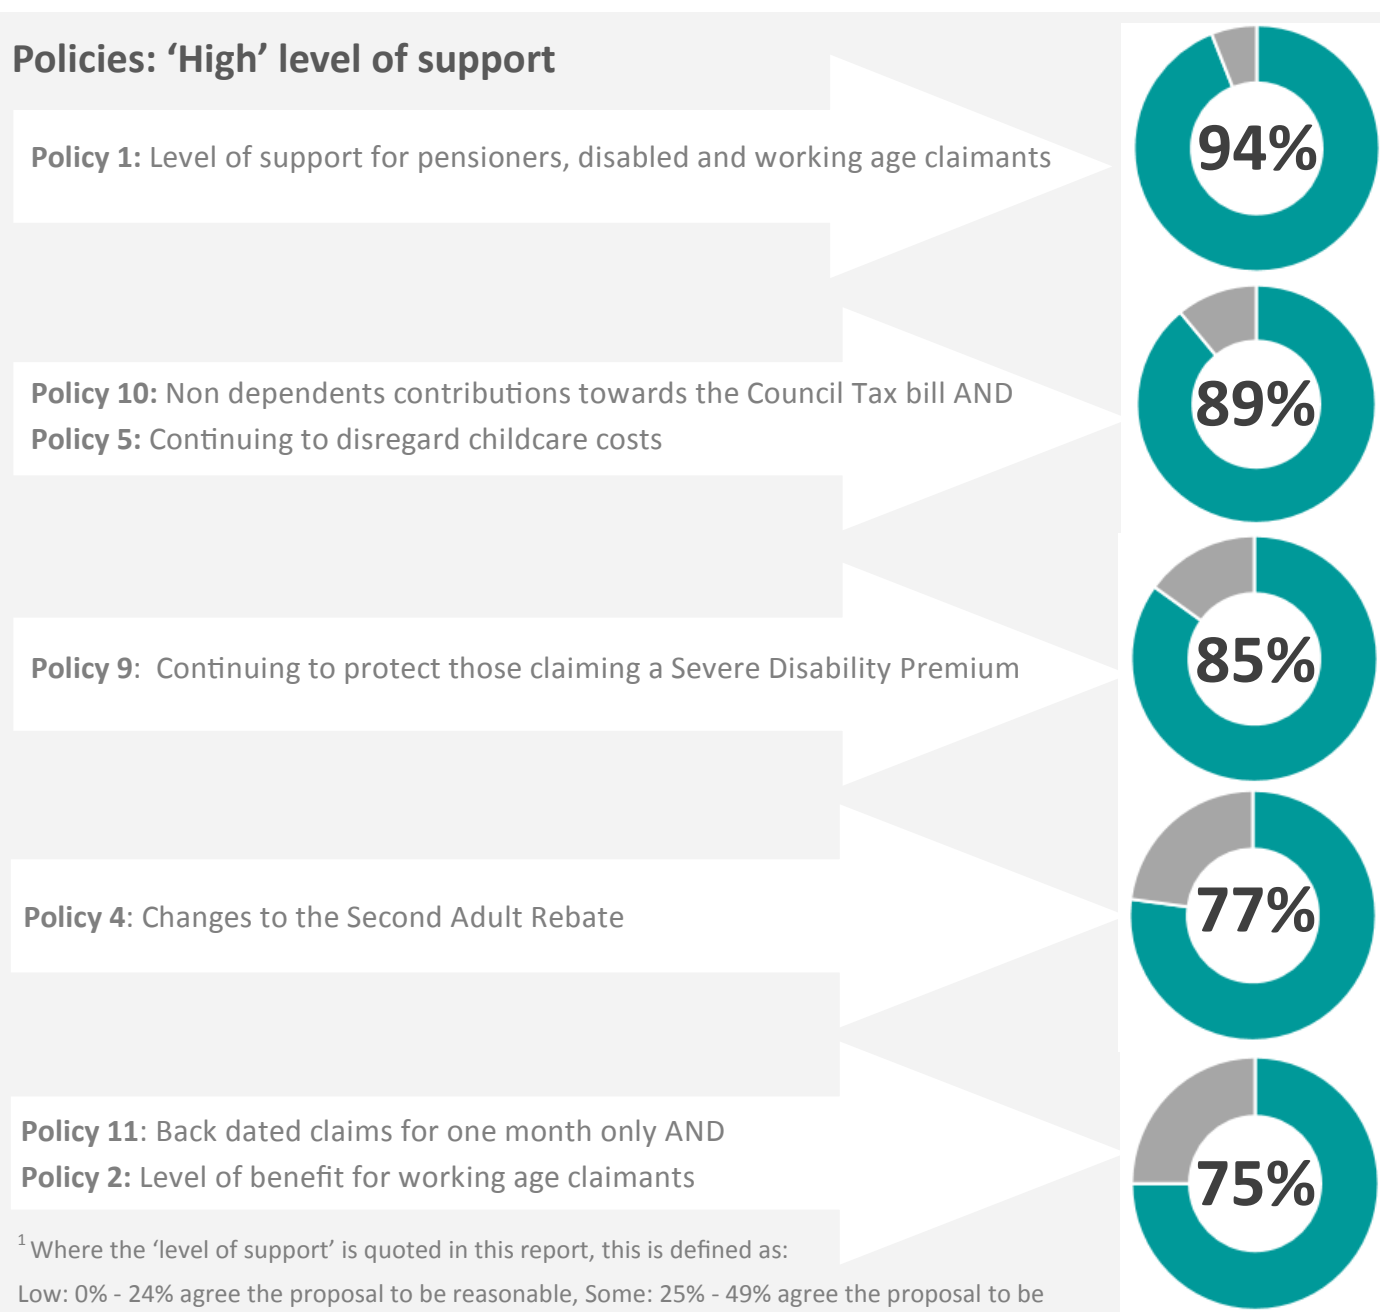 Policies: ‘High’ level of support
Policy 1: Level of support for pensioners, disabled and working age claimants
94%
Policy 10: Non dependents contributions towards the Council Tax bill AND
Policy 5: Continuing to disregard childcare costs
89%
Policy 9:  Continuing to protect those claiming a Severe Disability Premium
85%
Policy 4: Changes to the Second Adult Rebate
77%
Policy 11: Back dated claims for one month only AND
Policy 2: Level of benefit for working age claimants
75%
1 Where the ‘level of support’ is quoted in this report, this is defined as:
Low: 0% - 24% agree the proposal to be reasonable, Some: 25% - 49% agree the proposal to be